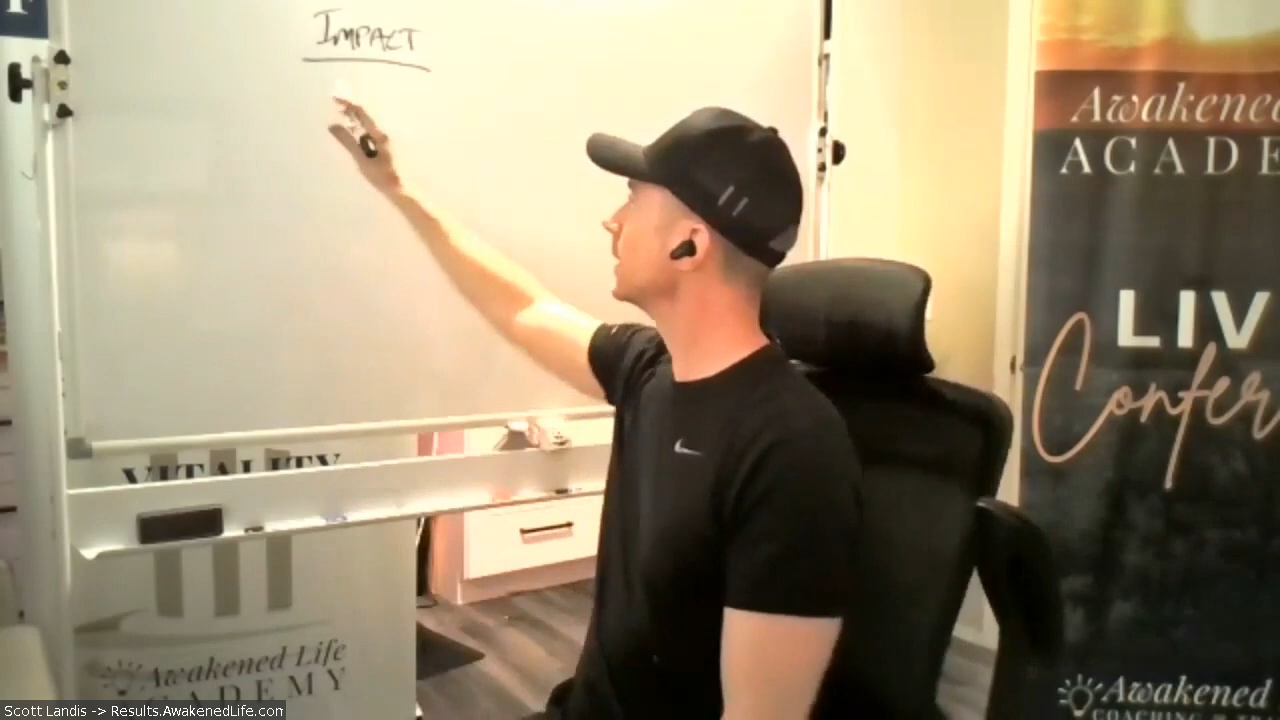 IMPACT
VITALITY
Awakened Life
ACADEMY
Awakened
ACADE
LIV
Confer
Awakened
Scott Landis -> Results.AwakenedLife.com